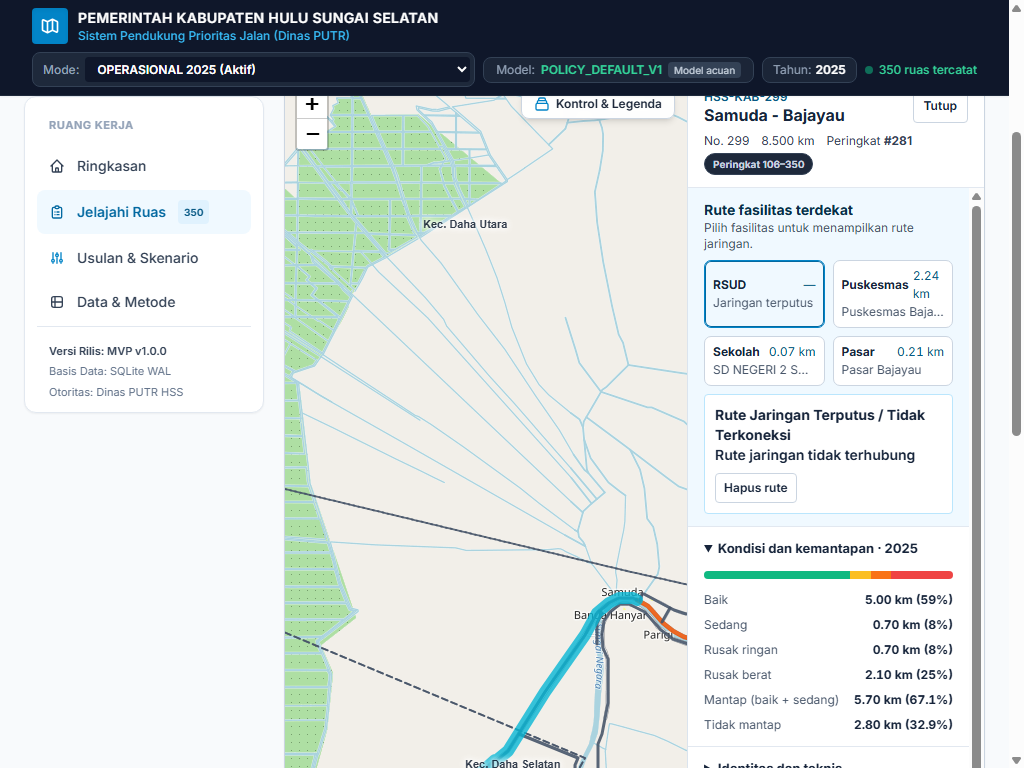 PEMERINTAH KABUPATEN HULU SUNGAI SELATAN
Sistem Pendukung Prioritas Jalan (Dinas PUTR)
Mode: OPERASIONAL 2025 (Aktif)
Model: POLICY_DEFAULT_V1 Model acuan
Tahun: 2025
350 ruas tercatat
RUANG KERJA
Ringkasan
Jelajahi Ruas 350
Usulan & Skenario
Data & Metode
Versi Rilis: MVP v1.0.0
Basis Data: SQLite WAL
Otoritas: Dinas PUTR HSS
+
−
Kontrol & Legenda
Kec. Daha Utara
Samuda
Hanyar
Kec. Daha Selatan
HSS-KAB-299
Samuda - Bajayau
Tutup
No. 299 8.500 km Peringkat #281
Peringkat 106–350
Rute fasilitas terdekat
Pilih fasilitas untuk menampilkan rute
jaringan.
RSUD —
Jaringan terputus
Puskesmas 2.24
km
Puskesmas Baja...
Sekolah 0.07 km
SD NEGERI 2 S...
Pasar 0.21 km
Pasar Bajayau
Rute Jaringan Terputus / Tidak
Terkoneksi
Rute jaringan tidak terhubung
Hapus rute
Kondisi dan kemantapan · 2025
Baik 5.00 km (59%)
Sedang 0.70 km (8%)
Rusak ringan 0.70 km (8%)
Rusak berat 2.10 km (25%)
Mantap (baik + sedang) 5.70 km (67.1%)
Tidak mantap 2.80 km (32.9%)
Identitas dan teknis